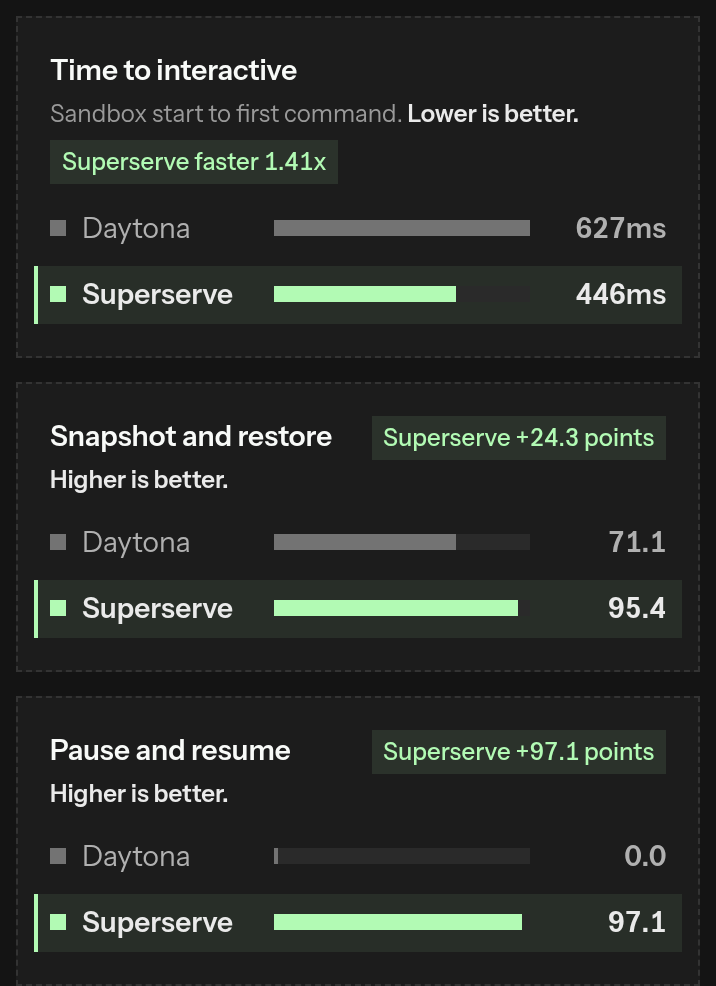 Time to interactive
Sandbox start to first command. Lower is better.
Superserve faster 1.41x
Daytona 627ms
Superserve 446ms
Snapshot and restore Superserve +24.3 points
Higher is better.
Daytona 71.1
Superserve 95.4
Pause and resume Superserve +97.1 points
Higher is better.
Daytona 0.0
Superserve 97.1